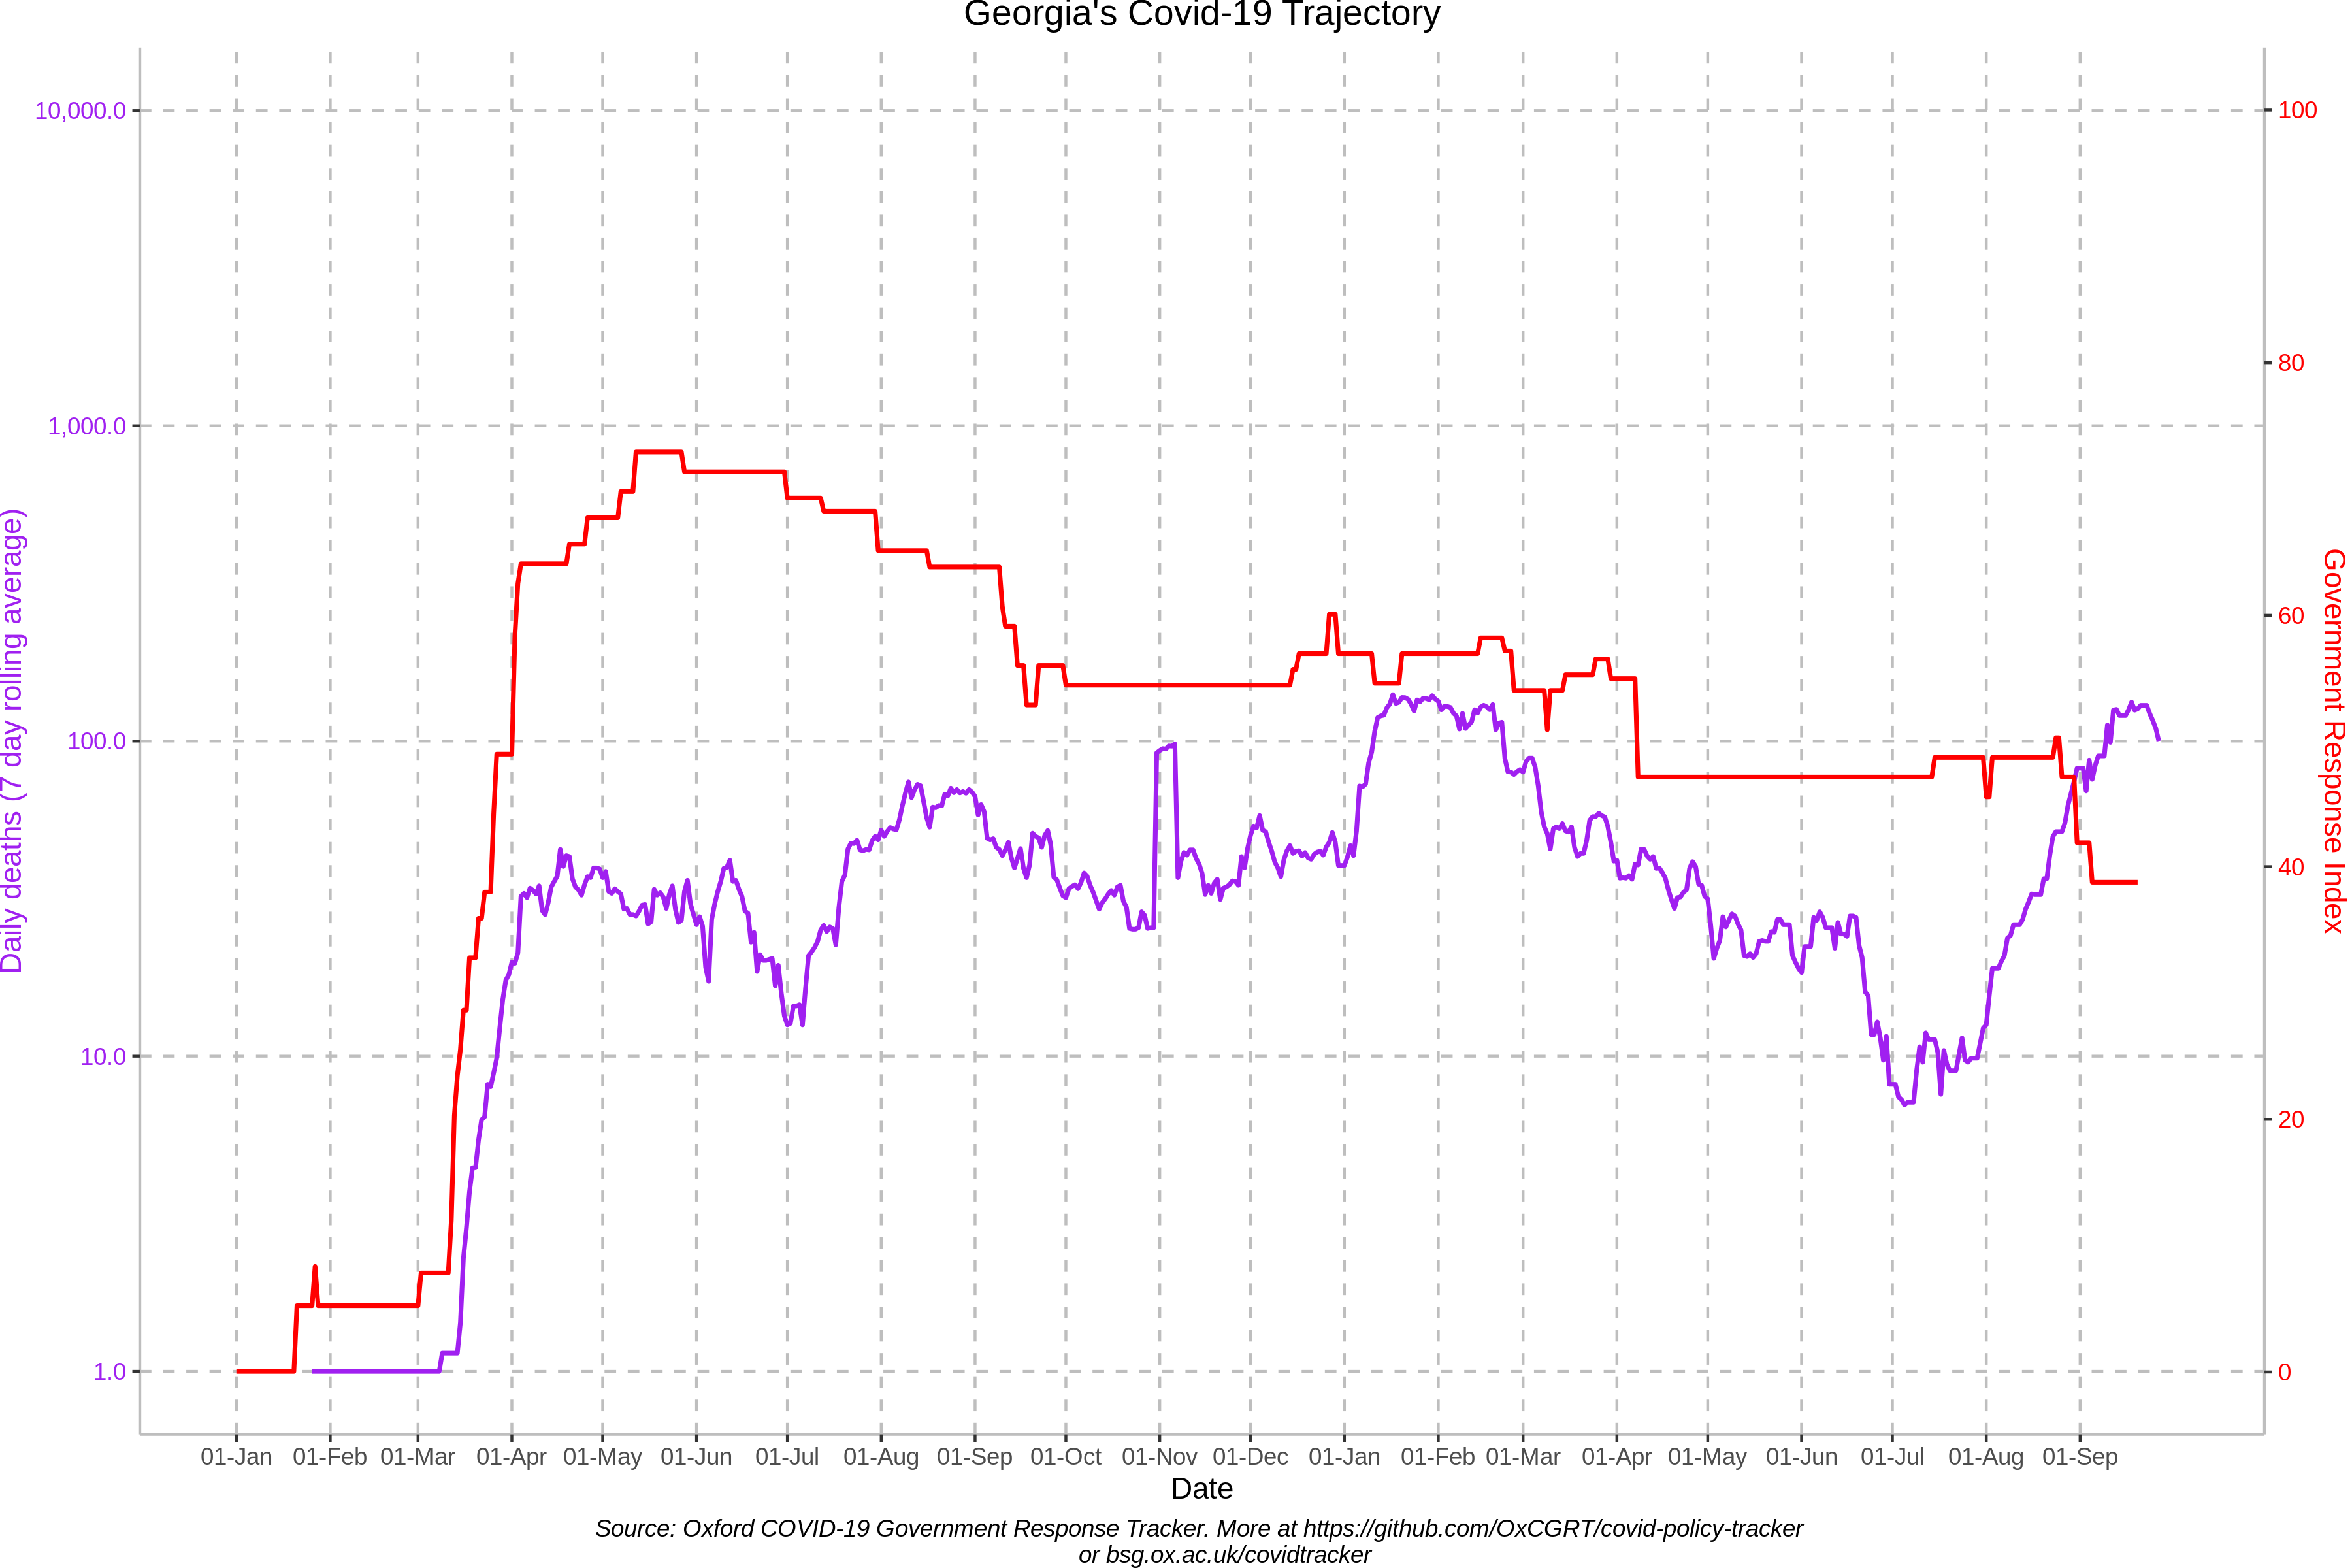 Georgia's Covid-19 Trajectory
10,000.0
1,000.0
100.0
10.0
1.0
Daily deaths (7 day rolling average)
100
80
60
40
20
0
Government Response Index
01-Jan 01-Feb 01-Mar 01-Apr 01-May 01-Jun 01-Jul 01-Aug 01-Sep 01-Oct 01-Nov 01-Dec 01-Jan 01-Feb 01-Mar 01-Apr 01-May 01-Jun 01-Jul 01-Aug 01-Sep
Date
Source: Oxford COVID-19 Government Response Tracker. More at https://github.com/OxCGRT/covid-policy-tracker
or bsg.ox.ac.uk/covidtracker